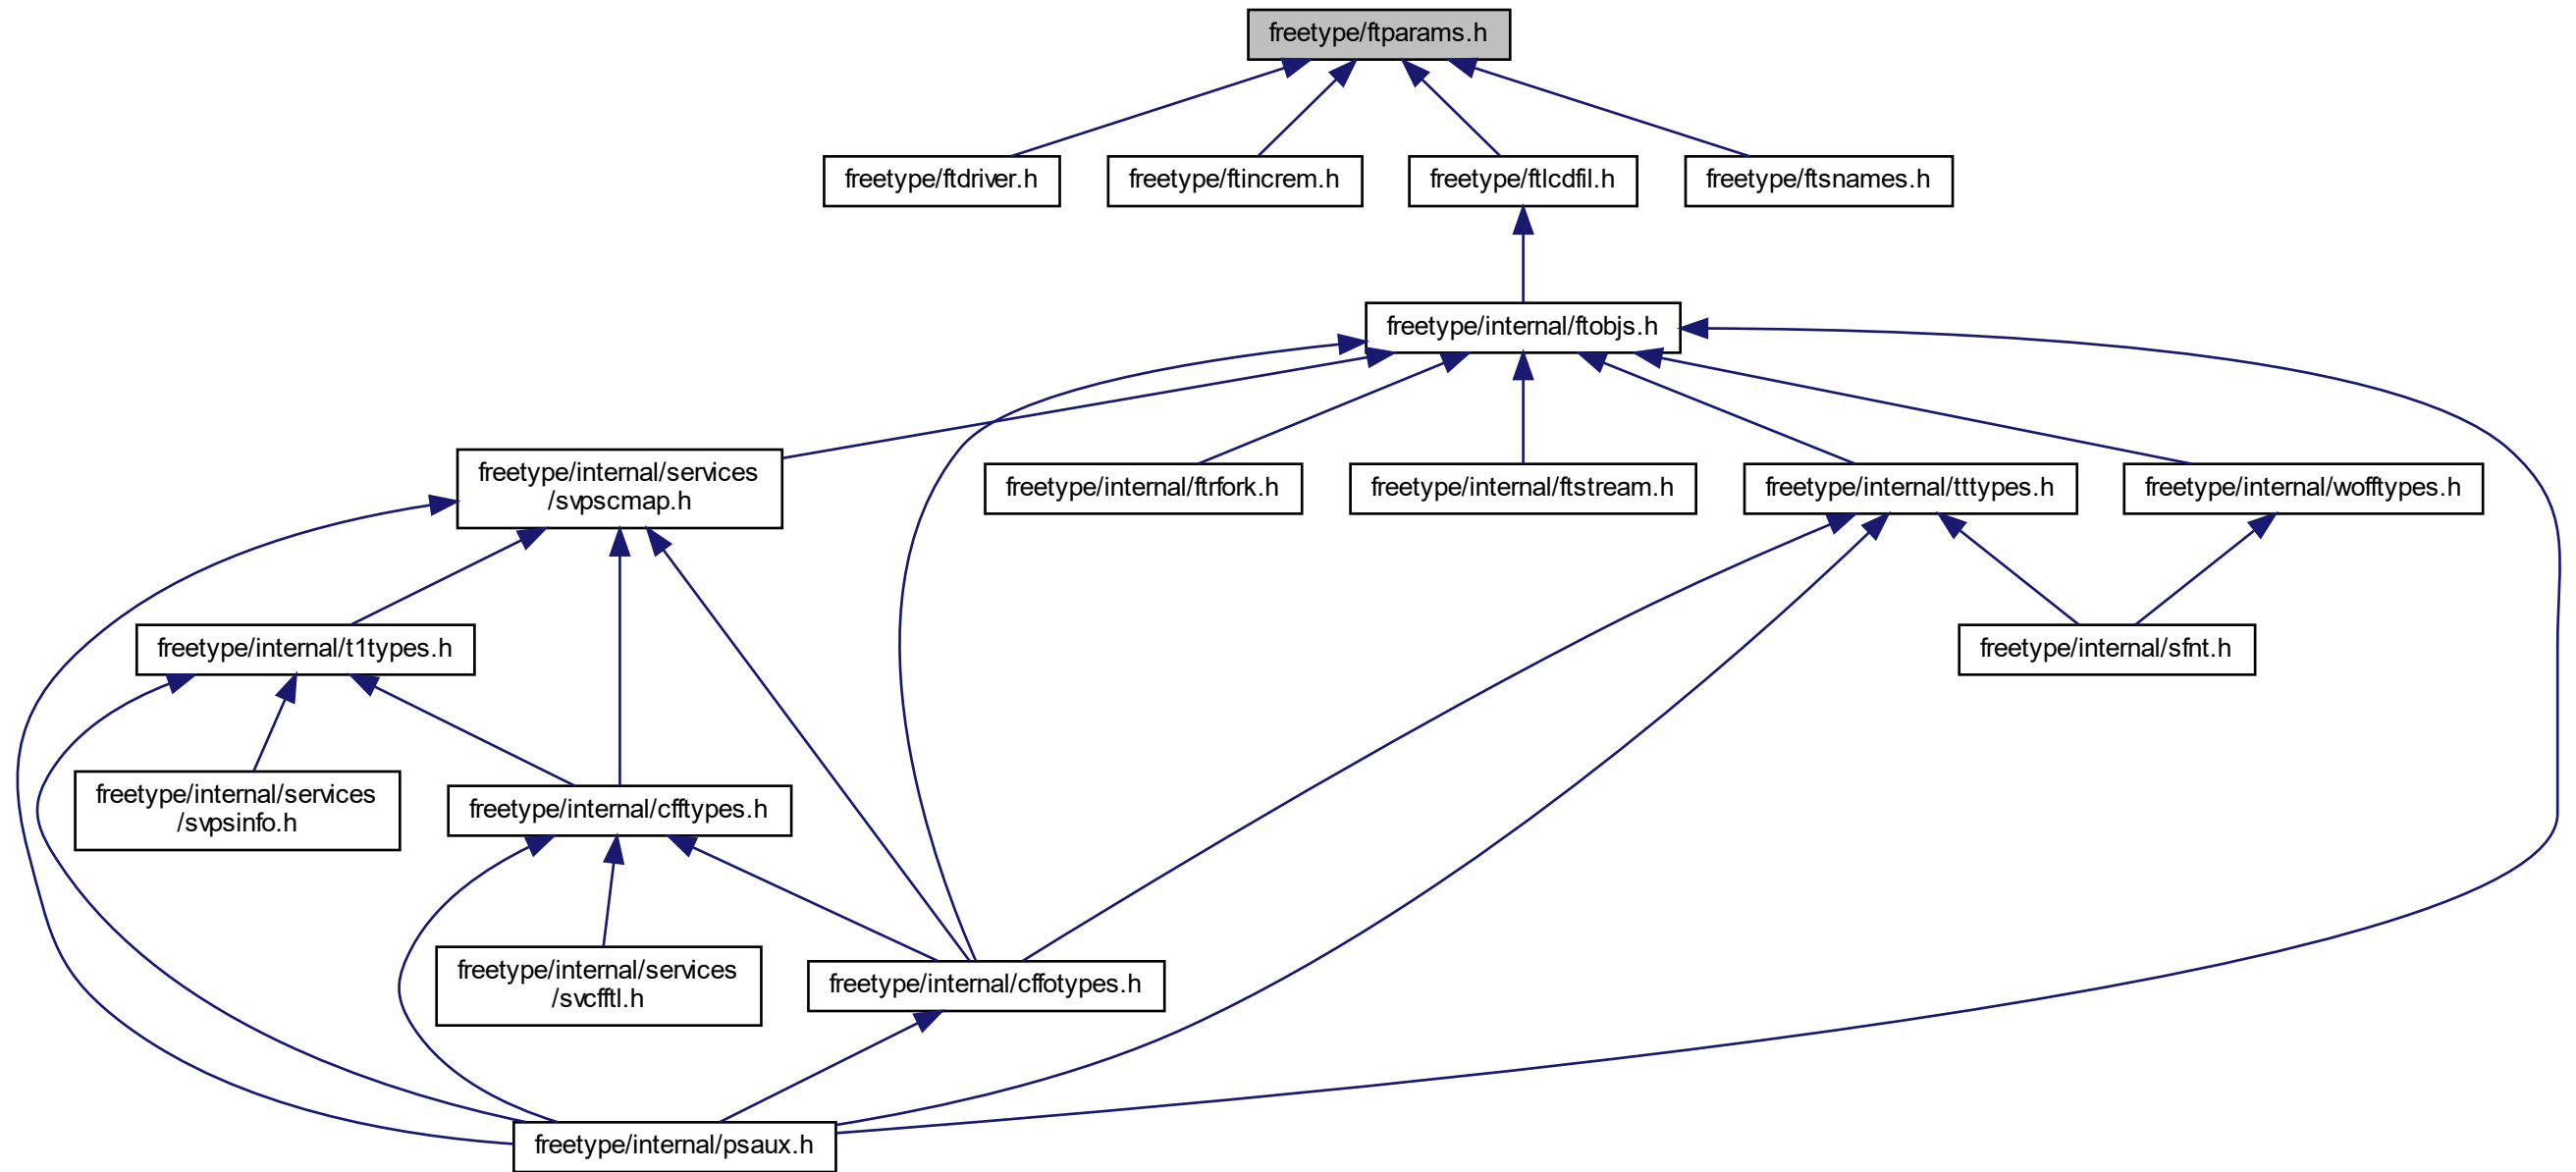 freetype/ftparams.h
freetype/ftdriver.h
freetype/ftincrem.h
freetype/ftlcdfil.h
freetype/ftsnames.h
freetype/internal/ftobjs.h
freetype/internal/services
/svpscmap.h
freetype/internal/ftrfork.h
freetype/internal/ftstream.h
freetype/internal/tttypes.h
freetype/internal/wofftypes.h
freetype/internal/t1types.h
freetype/internal/sfnt.h
freetype/internal/services
/svpsinfo.h
freetype/internal/cfftypes.h
freetype/internal/services
/svcfftl.h
freetype/internal/cffotypes.h
freetype/internal/psaux.h